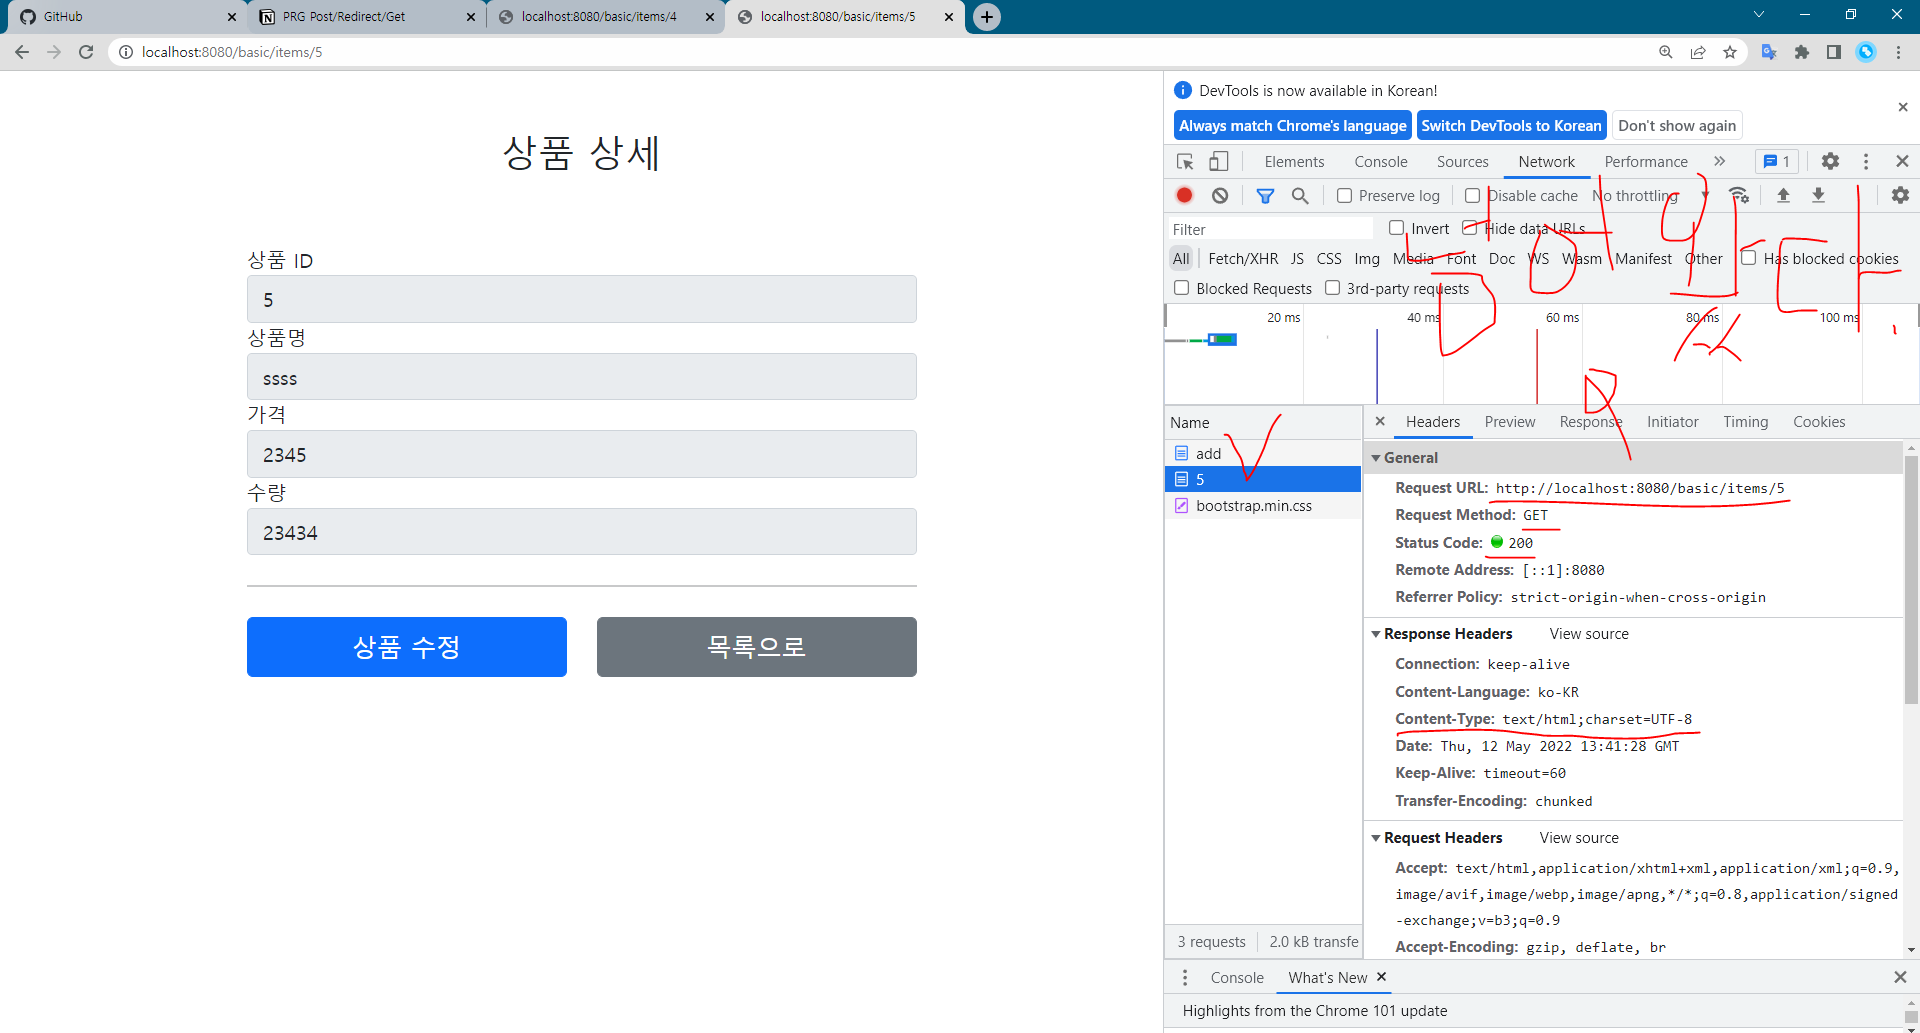 GitHub
PRG Post/Redirect/Get
localhost:8080/basic/items/4
localhost:8080/basic/items/5
localhost:8080/basic/items/5
상품 상세
상품 ID
5
상품명
ssss
가격
2345
수량
23434
상품 수정
목록으로
DevTools is now available in Korean!
Always match Chrome's language
Switch DevTools to Korean
Don't show again
Elements Console Sources Network Performance 1
Preserve log Disable cache No throttling
Filter Invert Hide data URLs
All Fetch/XHR JS CSS Img Media Font Doc WS Wasm Manifest Other Has blocked cookies
Blocked Requests 3rd-party requests
20 ms 40 ms 60 ms 80 ms 100 ms
Name
add
5
bootstrap.min.css
3 requests 2.0 kB transfe
Headers Preview Response Initiator Timing Cookies
General
Request URL: http://localhost:8080/basic/items/5
Request Method: GET
Status Code: 200
Remote Address: [::1]:8080
Referrer Policy: strict-origin-when-cross-origin
Response Headers View source
Connection: keep-alive
Content-Language: ko-KR
Content-Type: text/html;charset=UTF-8
Date: Thu, 12 May 2022 13:41:28 GMT
Keep-Alive: timeout=60
Transfer-Encoding: chunked
Request Headers View source
Accept: text/html,application/xhtml+xml,application/xml;q=0.9,
image/avif,image/webp,image/apng,*/*;q=0.8,application/signed
-exchange;v=b3;q=0.9
Accept-Encoding: gzip, deflate, br
Console What's New
Highlights from the Chrome 101 update